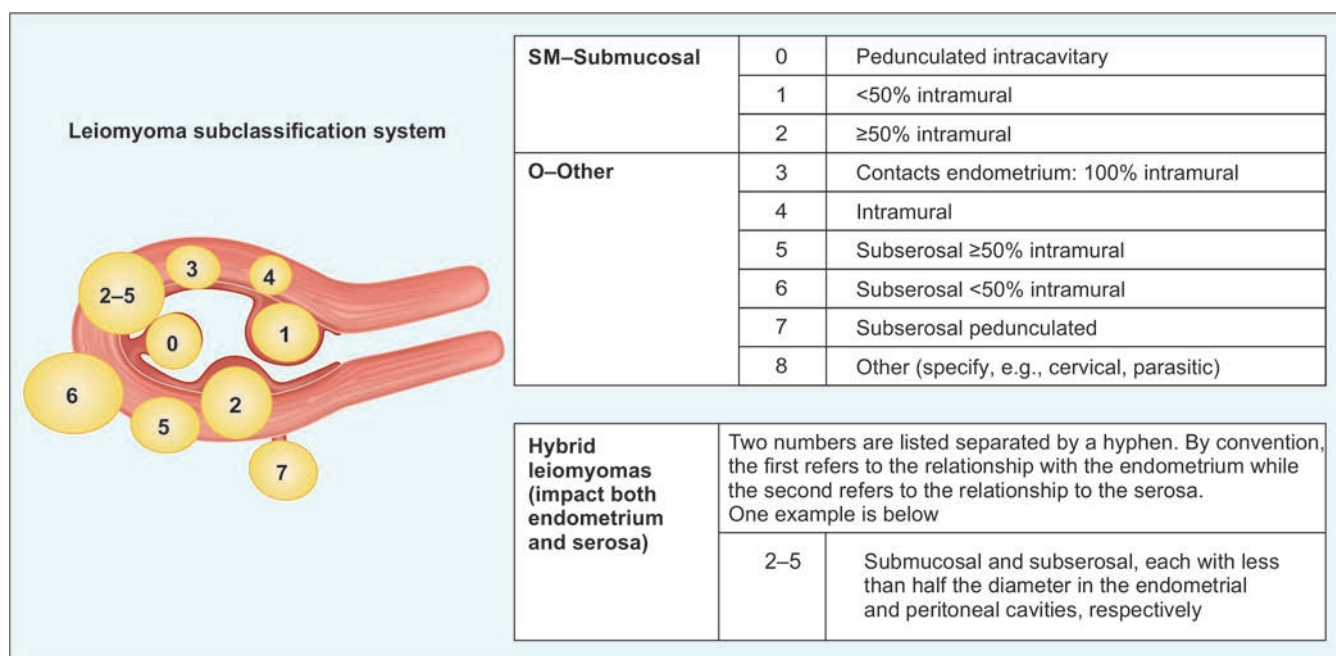 Leiomyoma subclassification system
3
4
2–5
1
0
6
2
5
7
SM–Submucosal
0 Pedunculated intracavitary
1 <50% intramural
2 ≥50% intramural
O–Other
3 Contacts endometrium: 100% intramural
4 Intramural
5 Subserosal ≥50% intramural
6 Subserosal <50% intramural
7 Subserosal pedunculated
8 Other (specify, e.g., cervical, parasitic)
Hybrid
leiomyomas
(impact both
endometrium
and serosa)
Two numbers are listed separated by a hyphen. By convention,
the first refers to the relationship with the endometrium while
the second refers to the relationship to the serosa.
One example is below
2–5 Submucosal and subserosal, each with less
than half the diameter in the endometrial
and peritoneal cavities, respectively